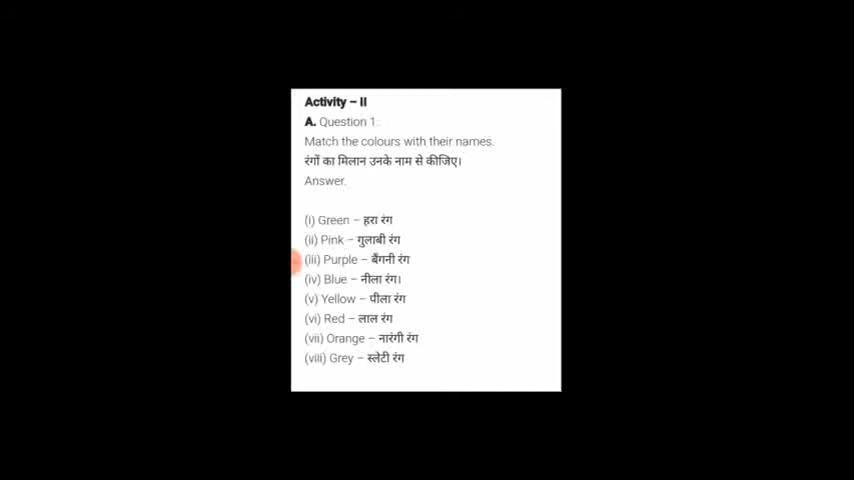 Activity – II
A. Question 1:
Match the colours with their names.
रंगों का मिलान उनके नाम से कीजिए।
Answer.
(i) Green – हरा रंग
(ii) Pink – गुलाबी रंग
(iii) Purple – बैंगनी रंग
(iv) Blue – नीला रंग।
(v) Yellow – पीला रंग
(vi) Red – लाल रंग
(vii) Orange – नारंगी रंग
(viii) Grey – स्लेटी रंग